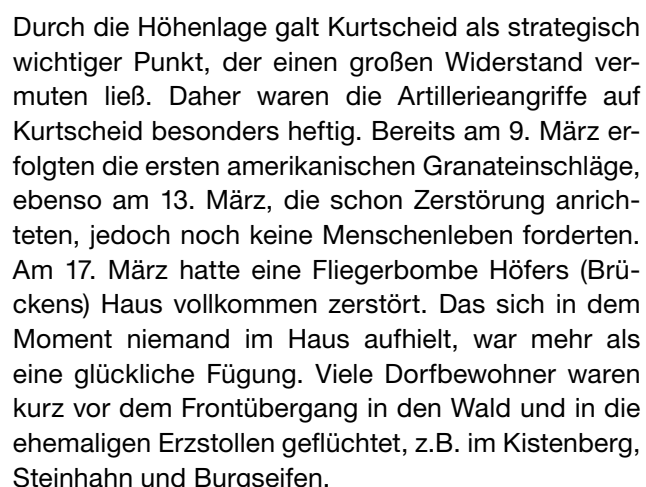 Durch die Höhenlage galt Kurtscheid als strategisch
wichtiger Punkt, der einen großen Widerstand ver-
muten ließ. Daher waren die Artillerieangriffe auf
Kurtscheid besonders heftig. Bereits am 9. März er-
folgten die ersten amerikanischen Granateinschläge,
ebenso am 13. März, die schon Zerstörung anrich-
teten, jedoch noch keine Menschenleben forderten.
Am 17. März hatte eine Fliegerbombe Höfers (Brü-
ckens) Haus vollkommen zerstört. Das sich in dem
Moment niemand im Haus aufhielt, war mehr als
eine glückliche Fügung. Viele Dorfbewohner waren
kurz vor dem Frontübergang in den Wald und in die
ehemaligen Erzstollen geflüchtet, z.B. im Kistenberg,
Steinhahn und Burgseifen.